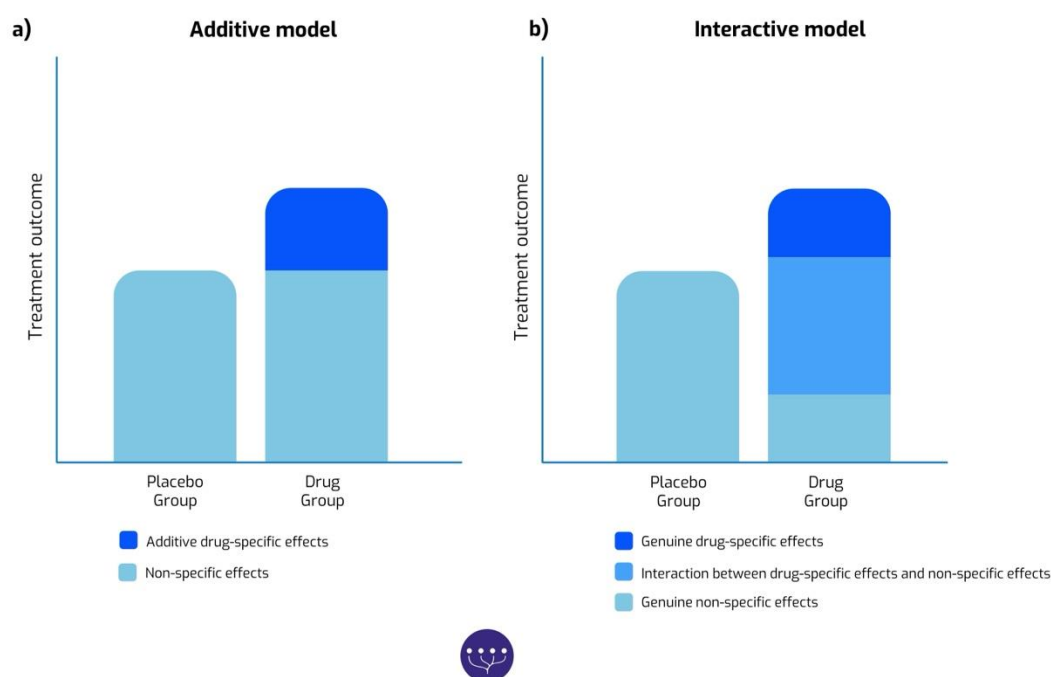 a)
Additive model
Treatment outcome
Placebo
Group
Drug
Group
Additive drug-specific effects
Non-specific effects
b)
Interactive model
Treatment outcome
Placebo
Group
Drug
Group
Genuine drug-specific effects
Interaction between drug-specific effects and non-specific effects
Genuine non-specific effects